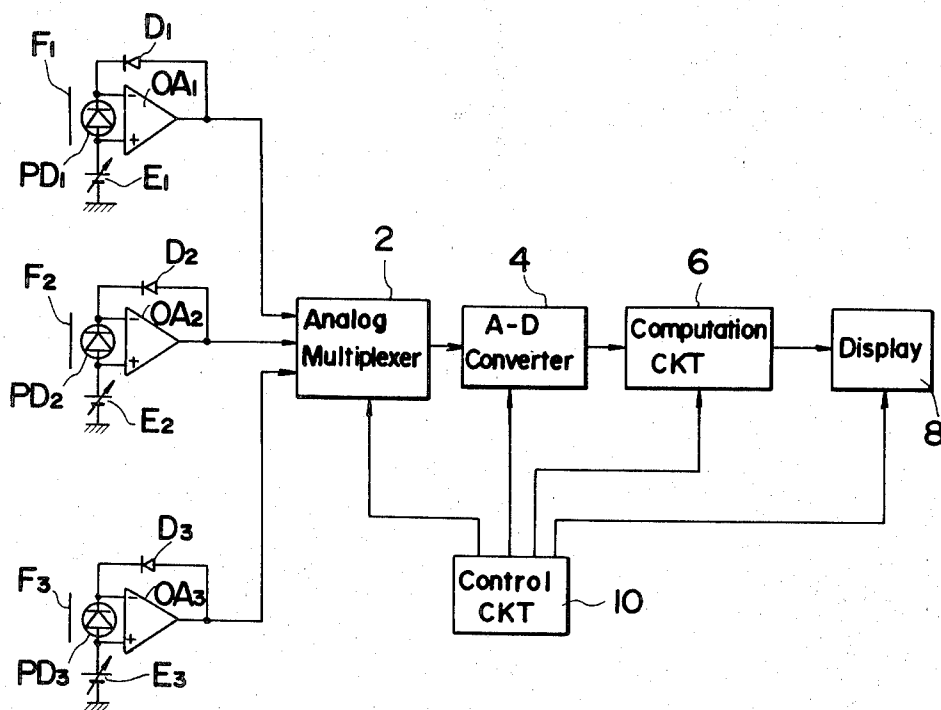 F1
D1
OA1
-
+
PD1
E1
F2
D2
OA2
-
+
PD2
E2
F3
D3
OA3
-
+
PD3
E3
2
Analog
Multiplexer
4
A-D
Converter
6
Computation
CKT
Display
8
Control
CKT
10